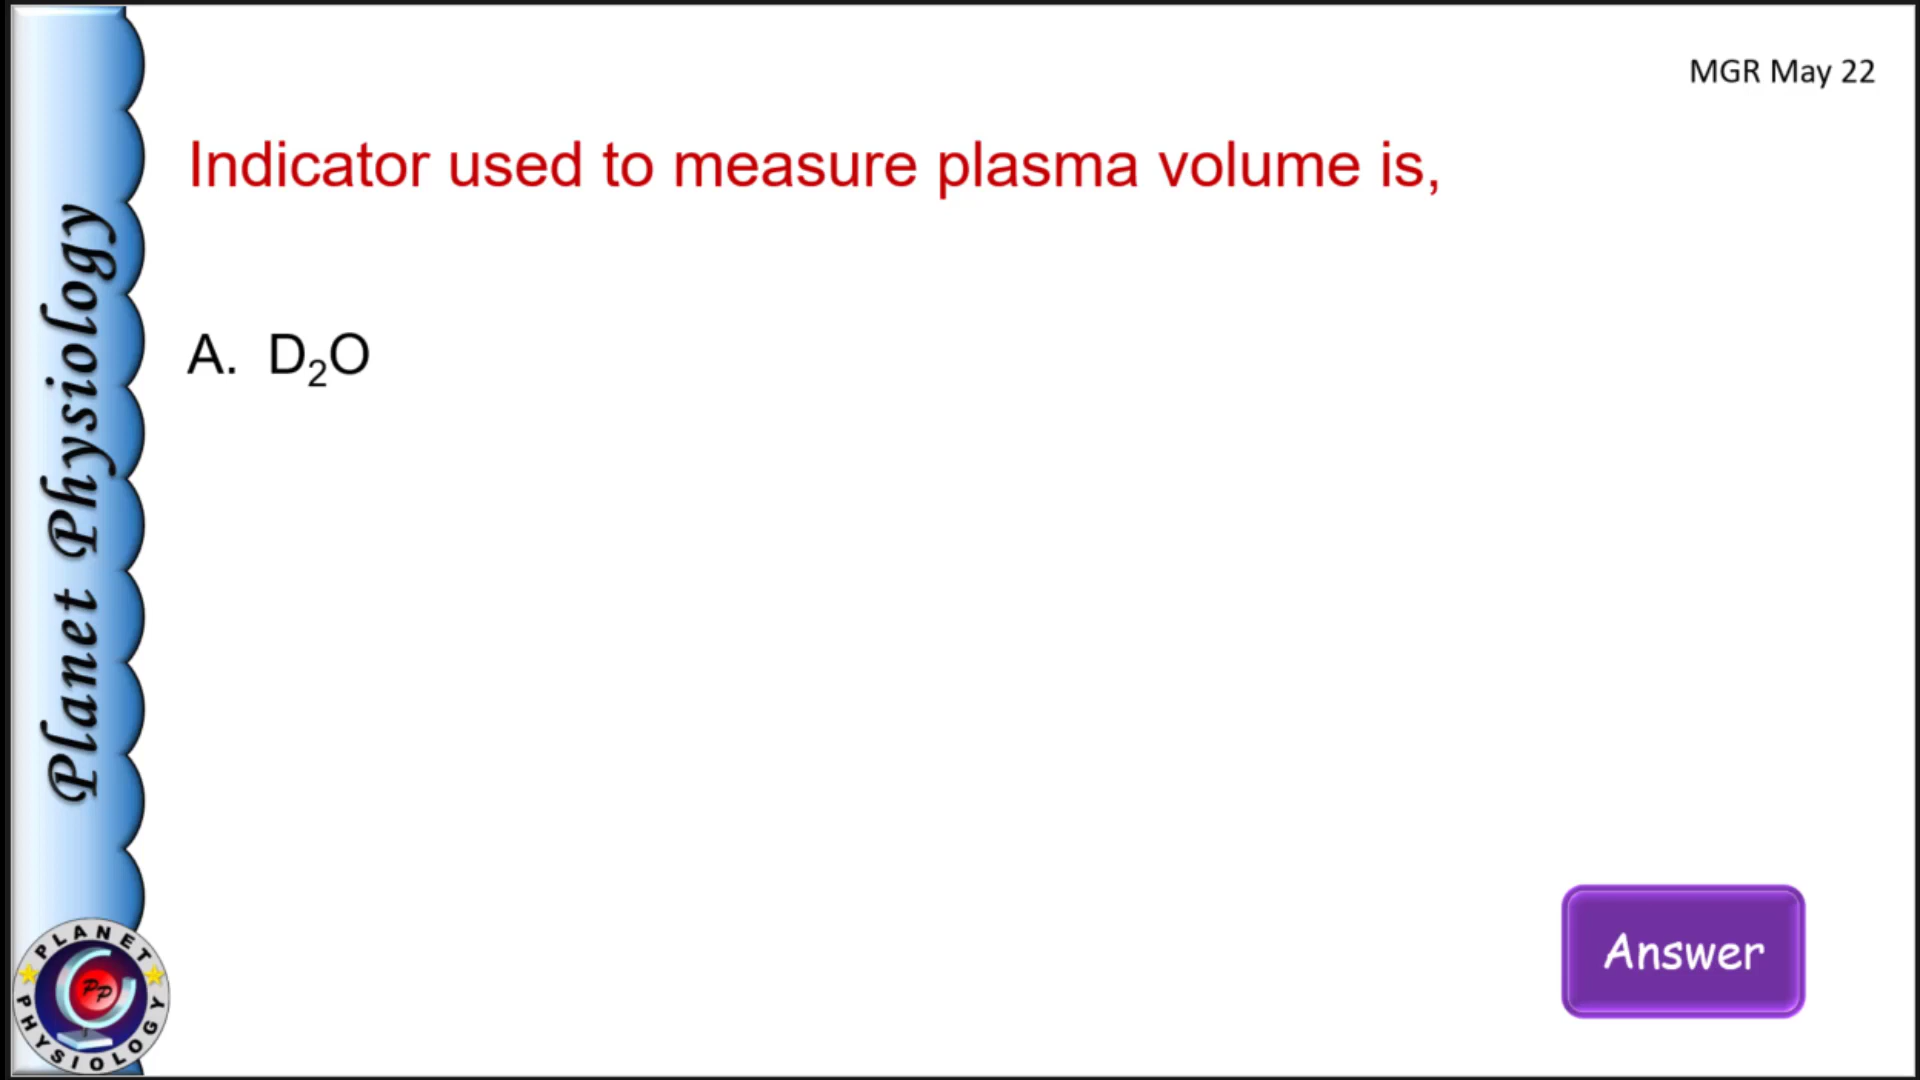 MGR May 22
Indicator used to measure plasma volume is,
A. D₂O
Planet Physiology
Answer
PLANET
PP
PHYSIOLOGY